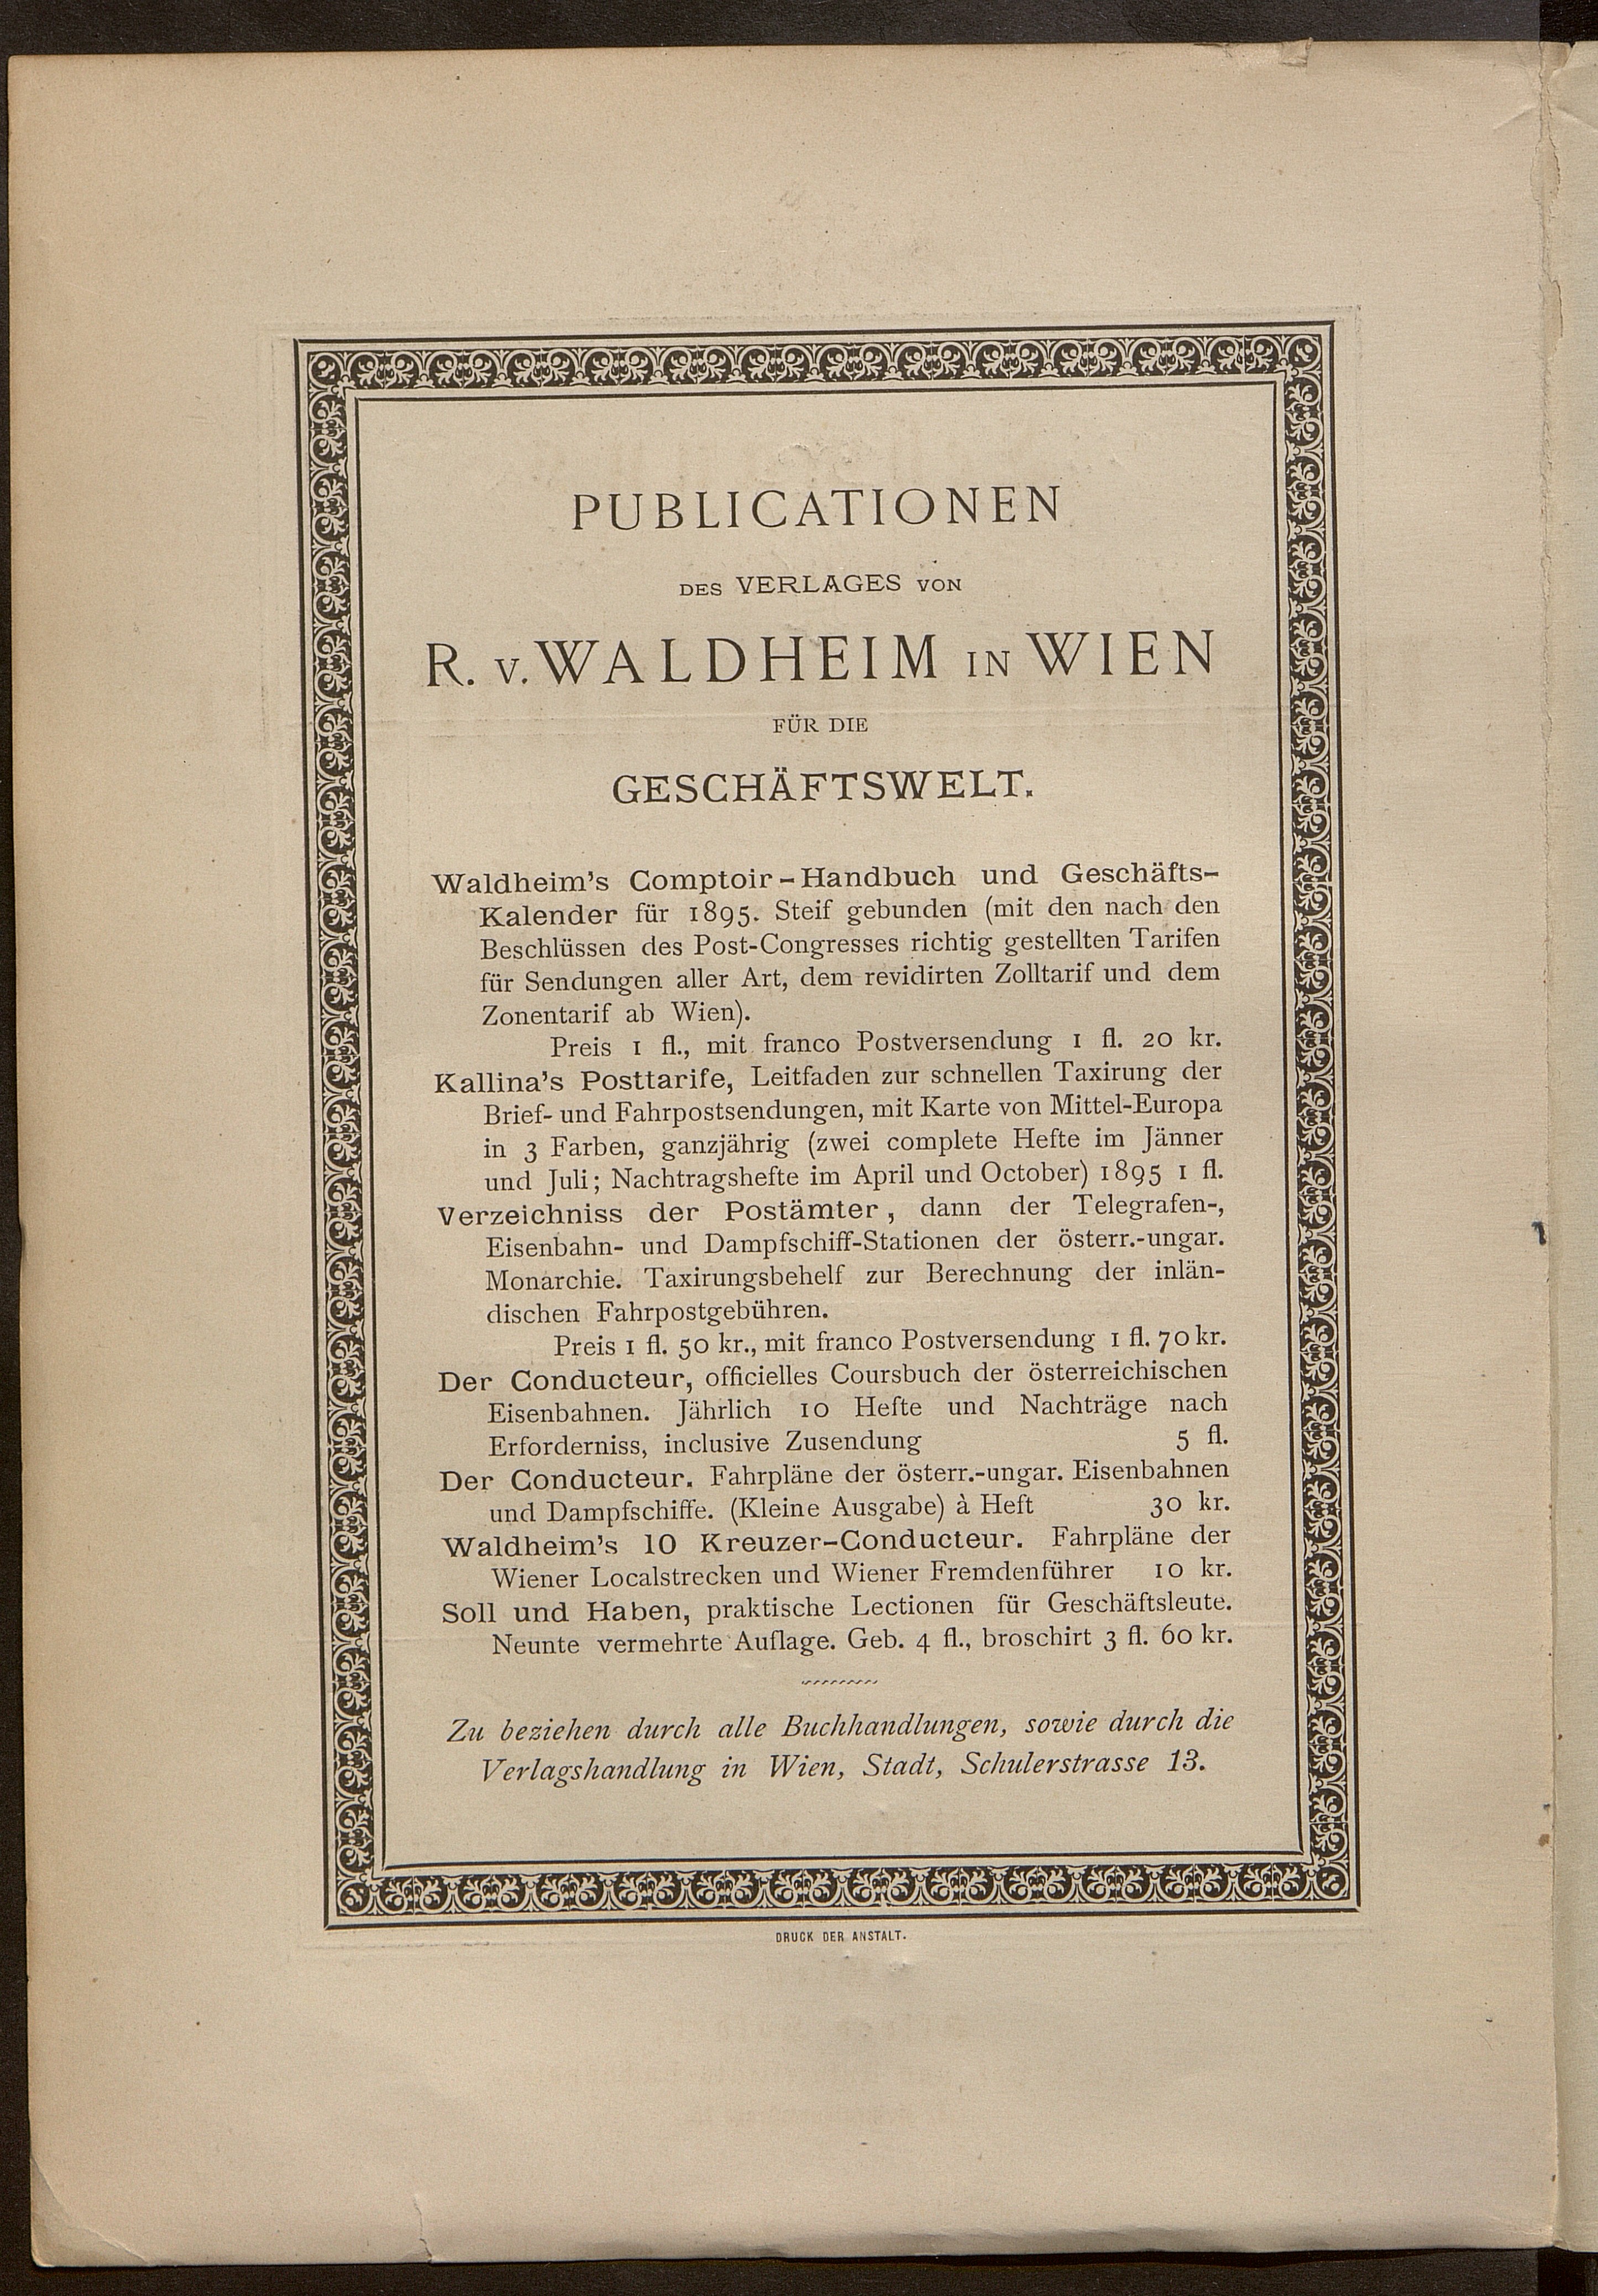 PUBLICATIONEN
DES VERLAGES VON
R. v. WALDHEIM IN WIEN
FÜR DIE
GESCHÄFTSWELT.
Waldheim's Comptoir-Handbuch und Geschäfts-
Kalender für 1895. Steif gebunden (mit den nach den
Beschlüssen des Post-Congresses richtig gestellten Tarifen
für Sendungen aller Art, dem revidirten Zolltarif und dem
Zonentarif ab Wien).
Preis 1 fl., mit franco Postversendung 1 fl. 20 kr.
Kallina's Posttarife, Leitfaden zur schnellen Taxirung der
Brief- und Fahrpostsendungen, mit Karte von Mittel-Europa
in 3 Farben, ganzjährig (zwei complete Hefte im Jänner
und Juli; Nachtragshefte im April und October) 1895 1 fl.
Verzeichniss der Postämter, dann der Telegrafen-,
Eisenbahn- und Dampfschiff-Stationen der österr.-ungar.
Monarchie. Taxirungsbehelf zur Berechnung der inlän-
dischen Fahrpostgebühren.
Preis 1 fl. 50 kr., mit franco Postversendung 1 fl. 70 kr.
Der Conducteur, officielles Coursbuch der österreichischen
Eisenbahnen. Jährlich 10 Hefte und Nachträge nach
Erforderniss, inclusive Zusendung 5 fl.
Der Conducteur. Fahrpläne der österr.-ungar. Eisenbahnen
und Dampfschiffe. (Kleine Ausgabe) à Heft 30 kr.
Waldheim's 10 Kreuzer-Conducteur. Fahrpläne der
Wiener Localstrecken und Wiener Fremdenführer 10 kr.
Soll und Haben, praktische Lectionen für Geschäftsleute.
Neunte vermehrte Auflage. Geb. 4 fl., broschirt 3 fl. 60 kr.
Zu beziehen durch alle Buchhandlungen, sowie durch die
Verlagshandlung in Wien, Stadt, Schulerstrasse 13.
DRUCK DER ANSTALT.